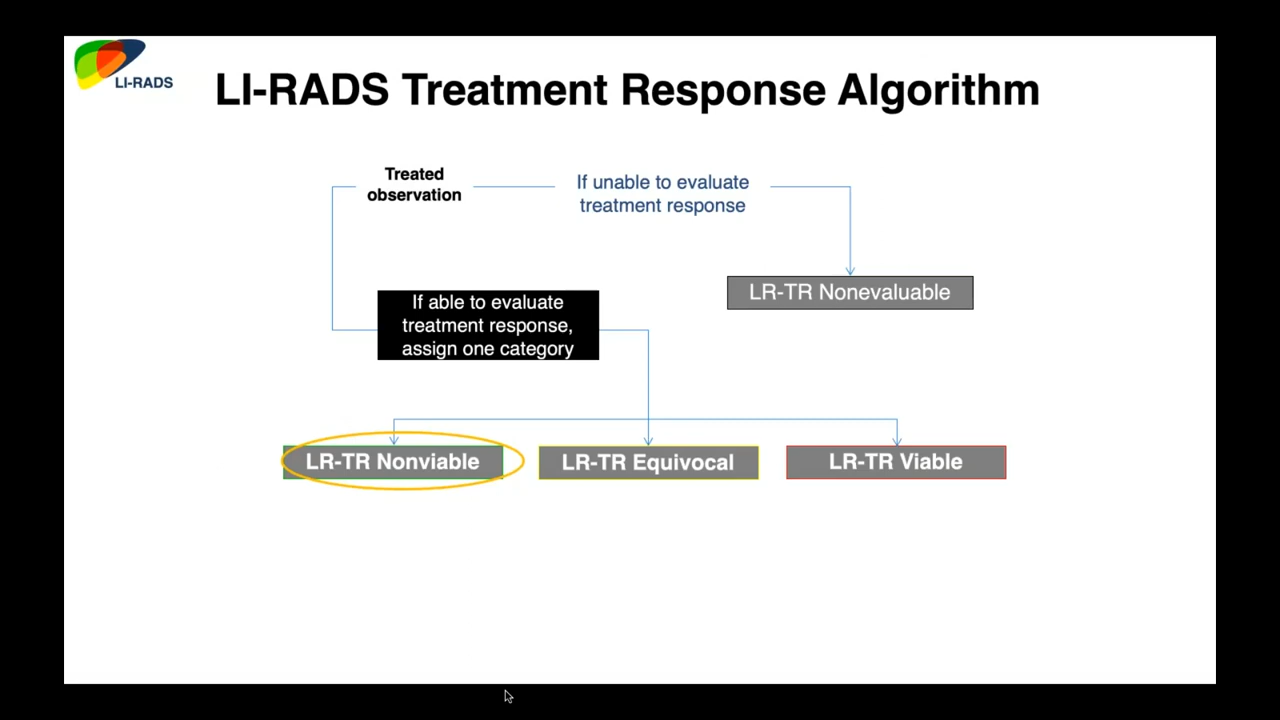 LI-RADS
LI-RADS Treatment Response Algorithm
Treated
observation
If unable to evaluate
treatment response
LR-TR Nonevaluable
If able to evaluate
treatment response,
assign one category
LR-TR Nonviable
LR-TR Equivocal
LR-TR Viable